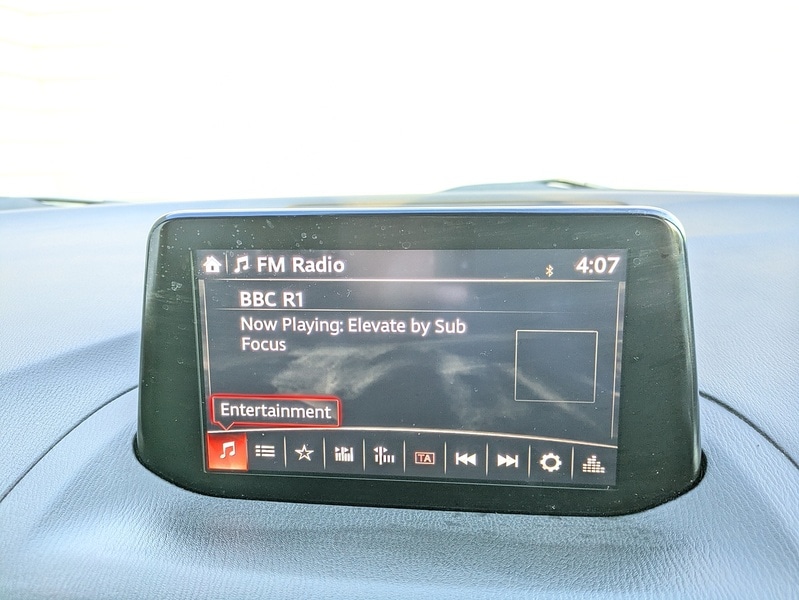 FM Radio
4:07
BBC R1
Now Playing: Elevate by Sub
Focus
Entertainment
TA